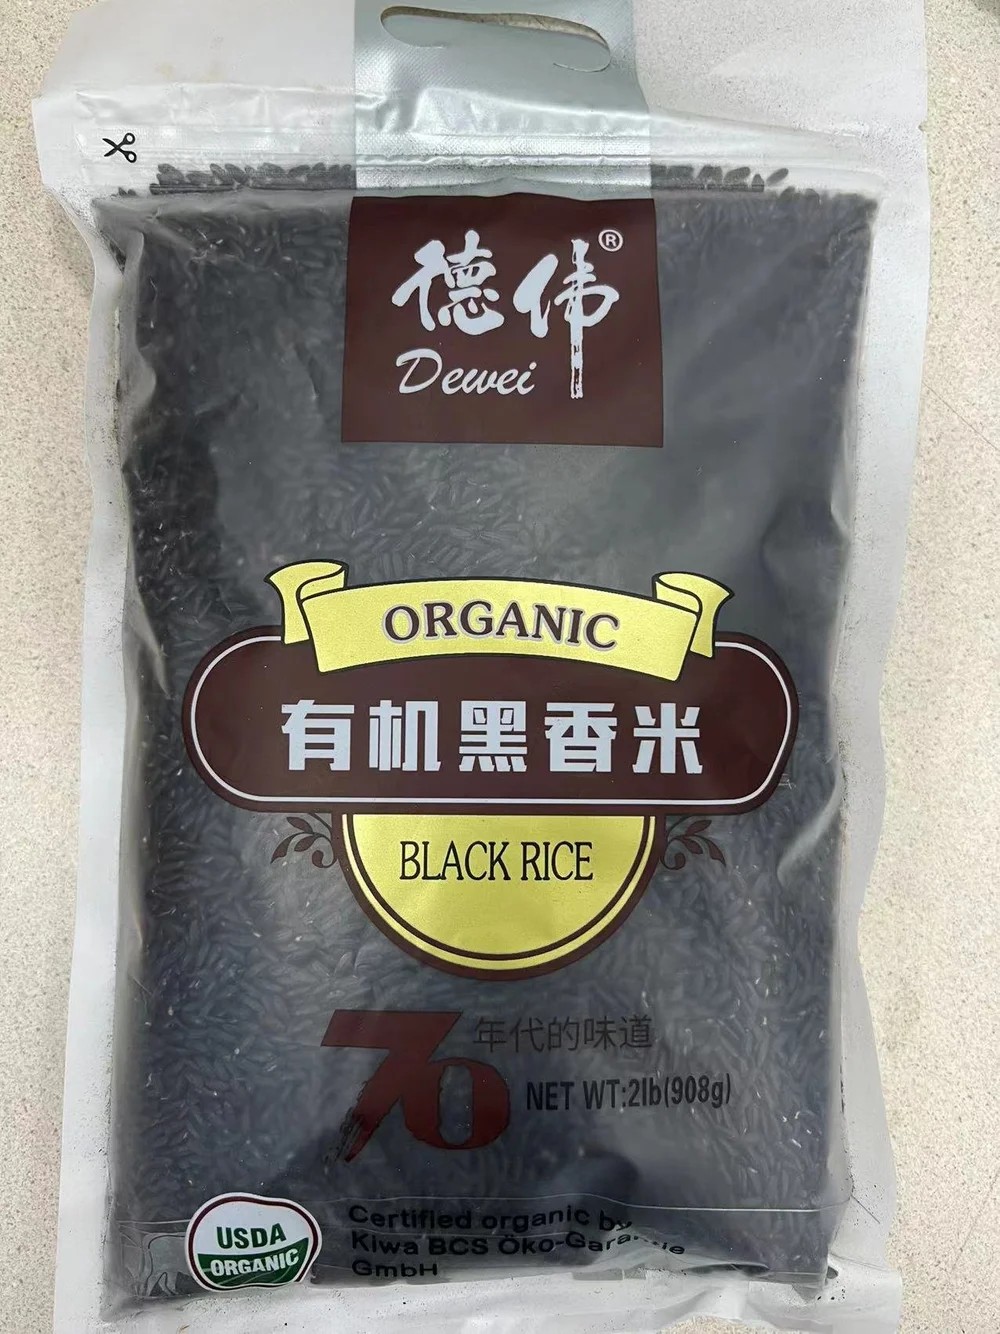 德伟®
Dewei
ORGANIC
有机黑香米
BLACK RICE
70 年代的味道
NET WT:2lb(908g)
USDA
ORGANIC
Certified organic by
Kiwa BCS Öko-Garantie
GmbH